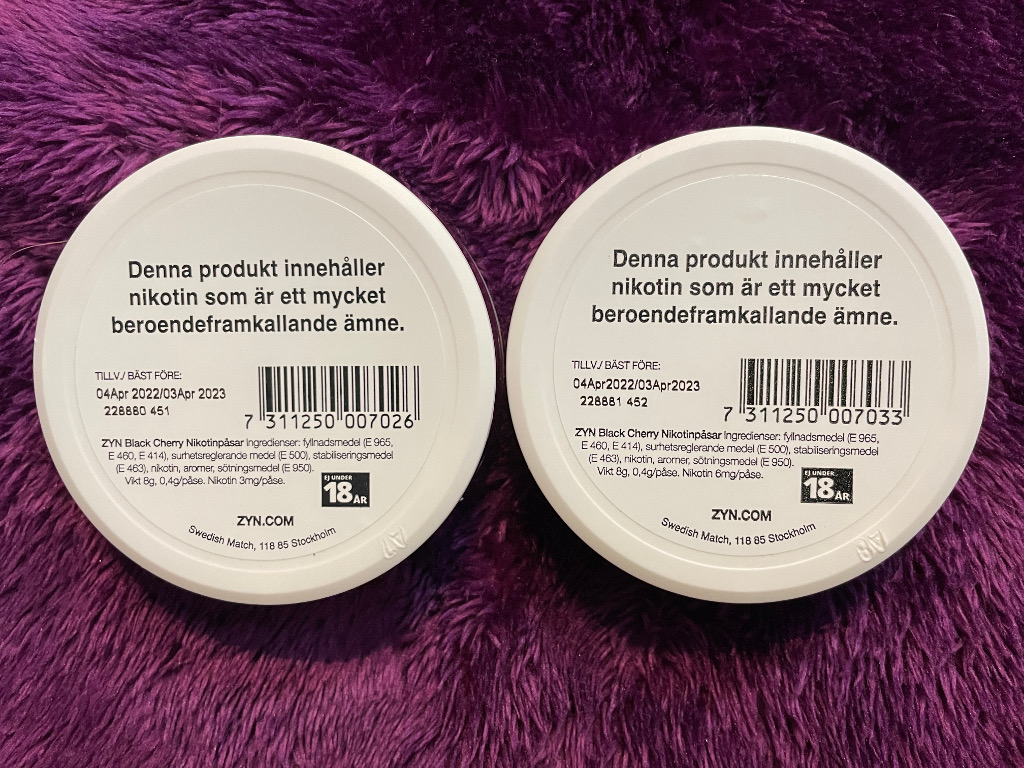 Denna produkt innehåller
nikotin som är ett mycket
beroendeframkallande ämne.
TILLV./ BÄST FÖRE:
04Apr 2022/03Apr 2023
228880 451
7 311250 007026
ZYN Black Cherry Nikotinpåsar Ingredienser: fyllnadsmedel (E 965,
E 460, E 414), surhetsreglerande medel (E 500), stabiliseringsmedel
(E 463), nikotin, aromer, sötningsmedel (E 950).
Vikt 8g, 0,4g/påse. Nikotin 3mg/påse.
EJ UNDER
18 ÅR
ZYN.COM
Swedish Match, 118 85 Stockholm
Denna produkt innehåller
nikotin som är ett mycket
beroendeframkallande ämne.
TILLV./ BÄST FÖRE:
04Apr2022/03Apr2023
228881 452
7 311250 007033
ZYN Black Cherry Nikotinpåsar Ingredienser: fyllnadsmedel (E 965,
E 460, E 414), surhetsreglerande medel (E 500), stabiliseringsmedel
(E 463), nikotin, aromer, sötningsmedel (E 950).
Vikt 8g, 0,4g/påse. Nikotin 6mg/påse.
EJ UNDER
18 ÅR
ZYN.COM
Swedish Match, 118 85 Stockholm